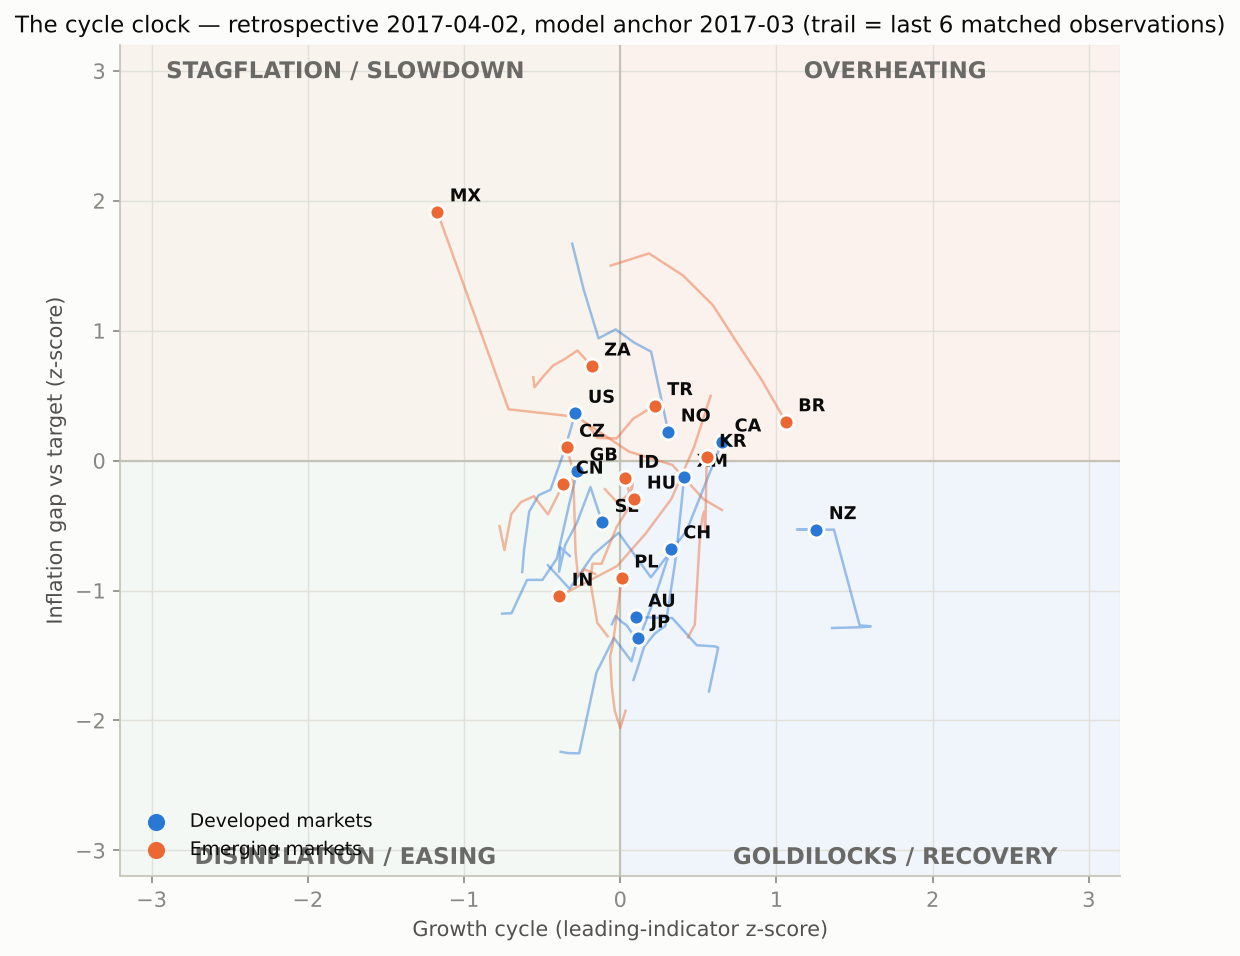 The cycle clock — retrospective 2017-04-02, model anchor 2017-03 (trail = last 6 matched observations)
STAGFLATION / SLOWDOWN
OVERHEATING
MX
ZA
US
TR
BR
NO
CA
CZ
KR
GB
ID
XM
CN
HU
SE
NZ
CH
PL
IN
AU
JP
Developed markets
Emerging markets
DISINFLATION / EASING
GOLDILOCKS / RECOVERY
3
2
1
0
−1
−2
−3
−3
−2
−1
0
1
2
3
Inflation gap vs target (z-score)
Growth cycle (leading-indicator z-score)